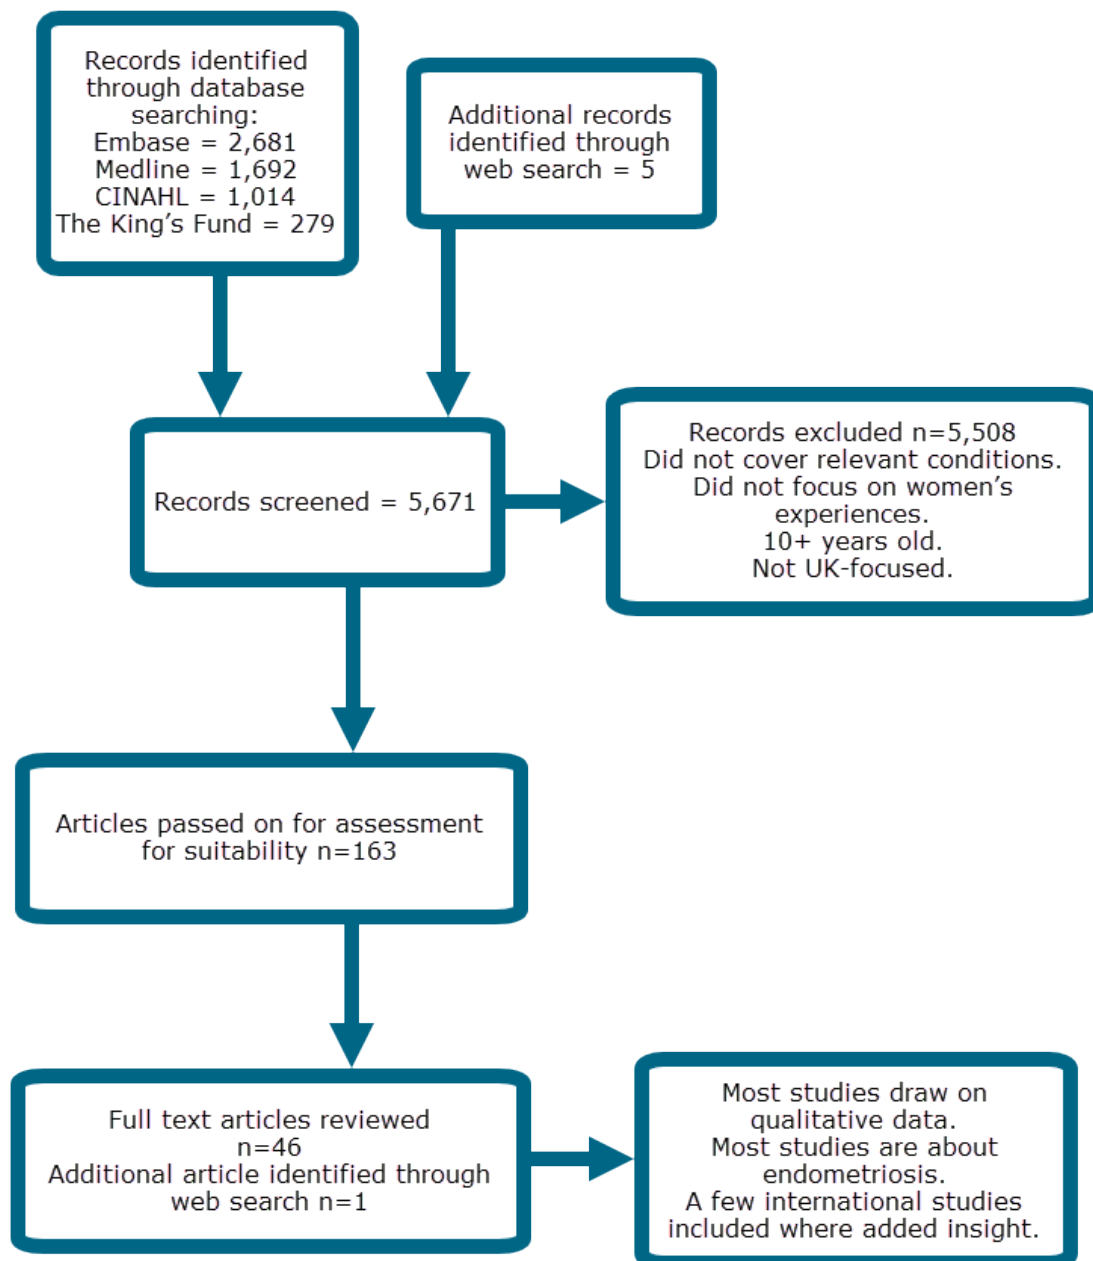 Records identified
through database
searching:
Embase = 2,681
Medline = 1,692
CINAHL = 1,014
The King’s Fund = 279
Additional records
identified through
web search = 5
Records screened = 5,671
Records excluded n=5,508
Did not cover relevant conditions.
Did not focus on women’s
experiences.
10+ years old.
Not UK-focused.
Articles passed on for assessment
for suitability n=163
Full text articles reviewed
n=46
Additional article identified through
web search n=1
Most studies draw on
qualitative data.
Most studies are about
endometriosis.
A few international studies
included where added insight.